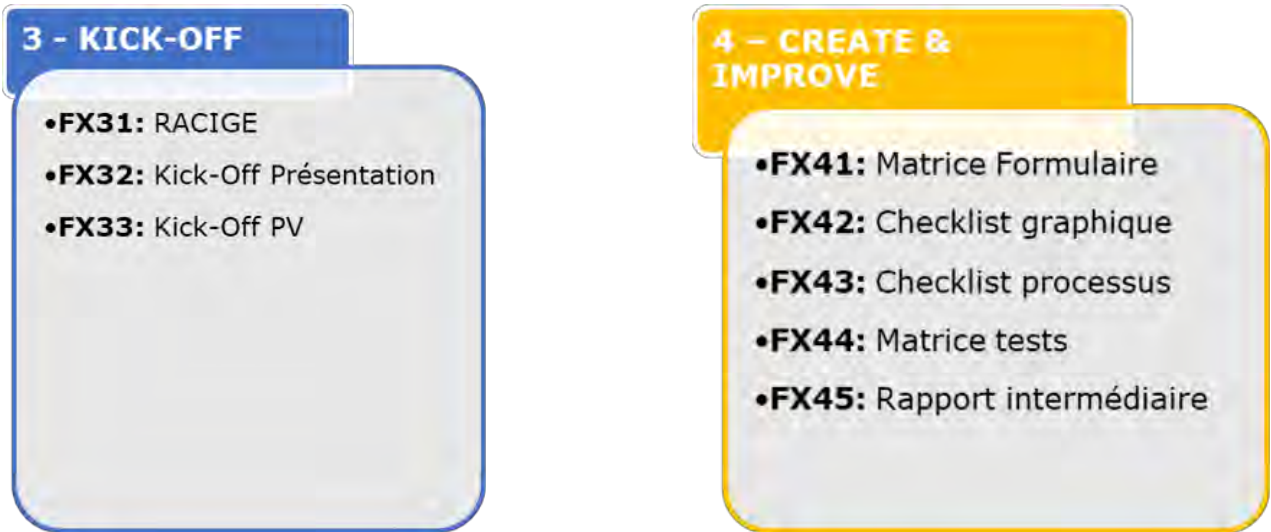 3 - KICK-OFF
•FX31: RACIGE
•FX32: Kick-Off Présentation
•FX33: Kick-Off PV
4 – CREATE &
IMPROVE
•FX41: Matrice Formulaire
•FX42: Checklist graphique
•FX43: Checklist processus
•FX44: Matrice tests
•FX45: Rapport intermédiaire